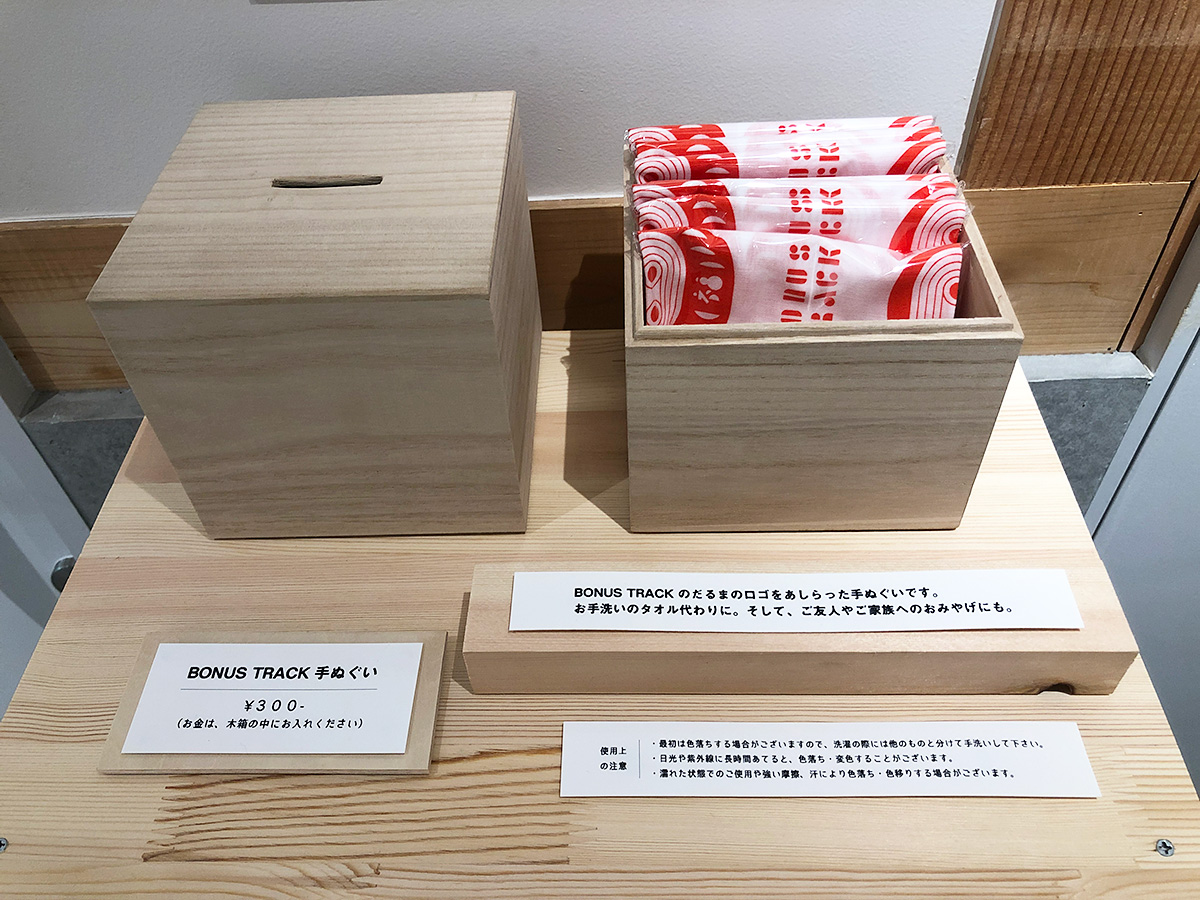 BONUS TRACK のだるまのロゴをあしらった手ぬぐいです。
お手洗いのタオル代わりに。そして、ご友人やご家族へのおみやげにも。
BONUS TRACK 手ぬぐい
¥300-
(お金は、木箱の中にお入れください)
使用上
の注意
・最初は色落ちする場合がございますので、洗濯の際には他のものと分けて手洗いして下さい。
・日光や紫外線に長時間あてると、色落ち・変色することがございます。
・濡れた状態でのご使用や強い摩擦、汗により色落ち・色移りする場合がございます。